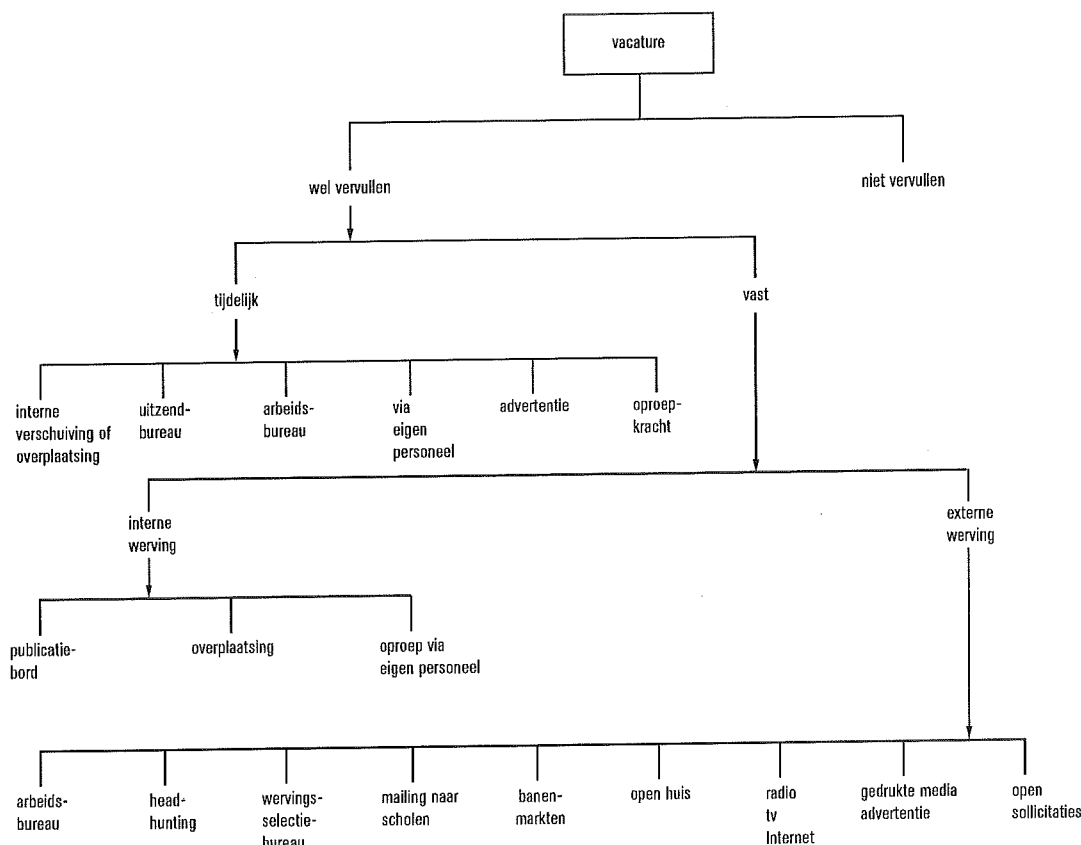 vacature
wel vervullen
niet vervullen
tijdelijk
vast
interne
verschuiving of
overplaatsing
uitzend-
bureau
arbeids-
bureau
via
eigen
personeel
advertentie
oproep-
kracht
interne
werving
externe
werving
publicatie-
bord
overplaatsing
oproep via
eigen personeel
arbeids-
bureau
head-
hunting
wervings-
selectie-
bureau
mailing naar
scholen
banen-
markten
open huis
radio
tv
Internet
gedrukte media
advertentie
open
sollicitaties